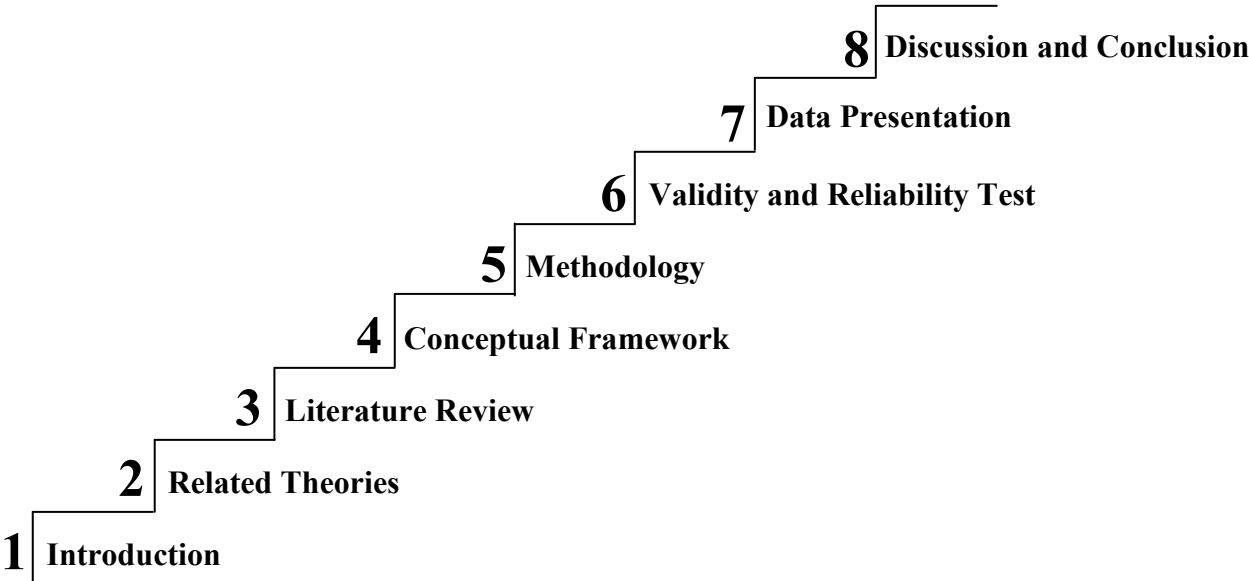 8 Discussion and Conclusion
7 Data Presentation
6 Validity and Reliability Test
5 Methodology
4 Conceptual Framework
3 Literature Review
2 Related Theories
1 Introduction